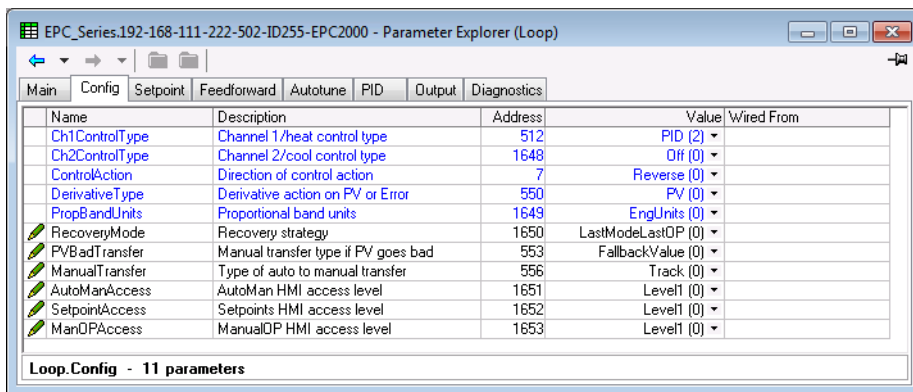 EPC_Series.192-168-111-222-502-ID255-EPC2000 - Parameter Explorer (Loop)
Main Config Setpoint Feedforward Autotune PID Output Diagnostics
Name Description Address Value Wired From
Ch1ControlType Channel 1/heat control type 512 PID (2)
Ch2ControlType Channel 2/cool control type 1648 Off (0)
ControlAction Direction of control action 7 Reverse (0)
DerivativeType Derivative action on PV or Error 550 PV (0)
PropBandUnits Proportional band units 1649 EngUnits (0)
RecoveryMode Recovery strategy 1650 LastModeLastOP (0)
PVBadTransfer Manual transfer type if PV goes bad 553 FallbackValue (0)
ManualTransfer Type of auto to manual transfer 556 Track (0)
AutoManAccess AutoMan HMI access level 1651 Level1 (0)
SetpointAccess Setpoints HMI access level 1652 Level1 (0)
ManOPAccess ManualOP HMI access level 1653 Level1 (0)
Loop.Config - 11 parameters